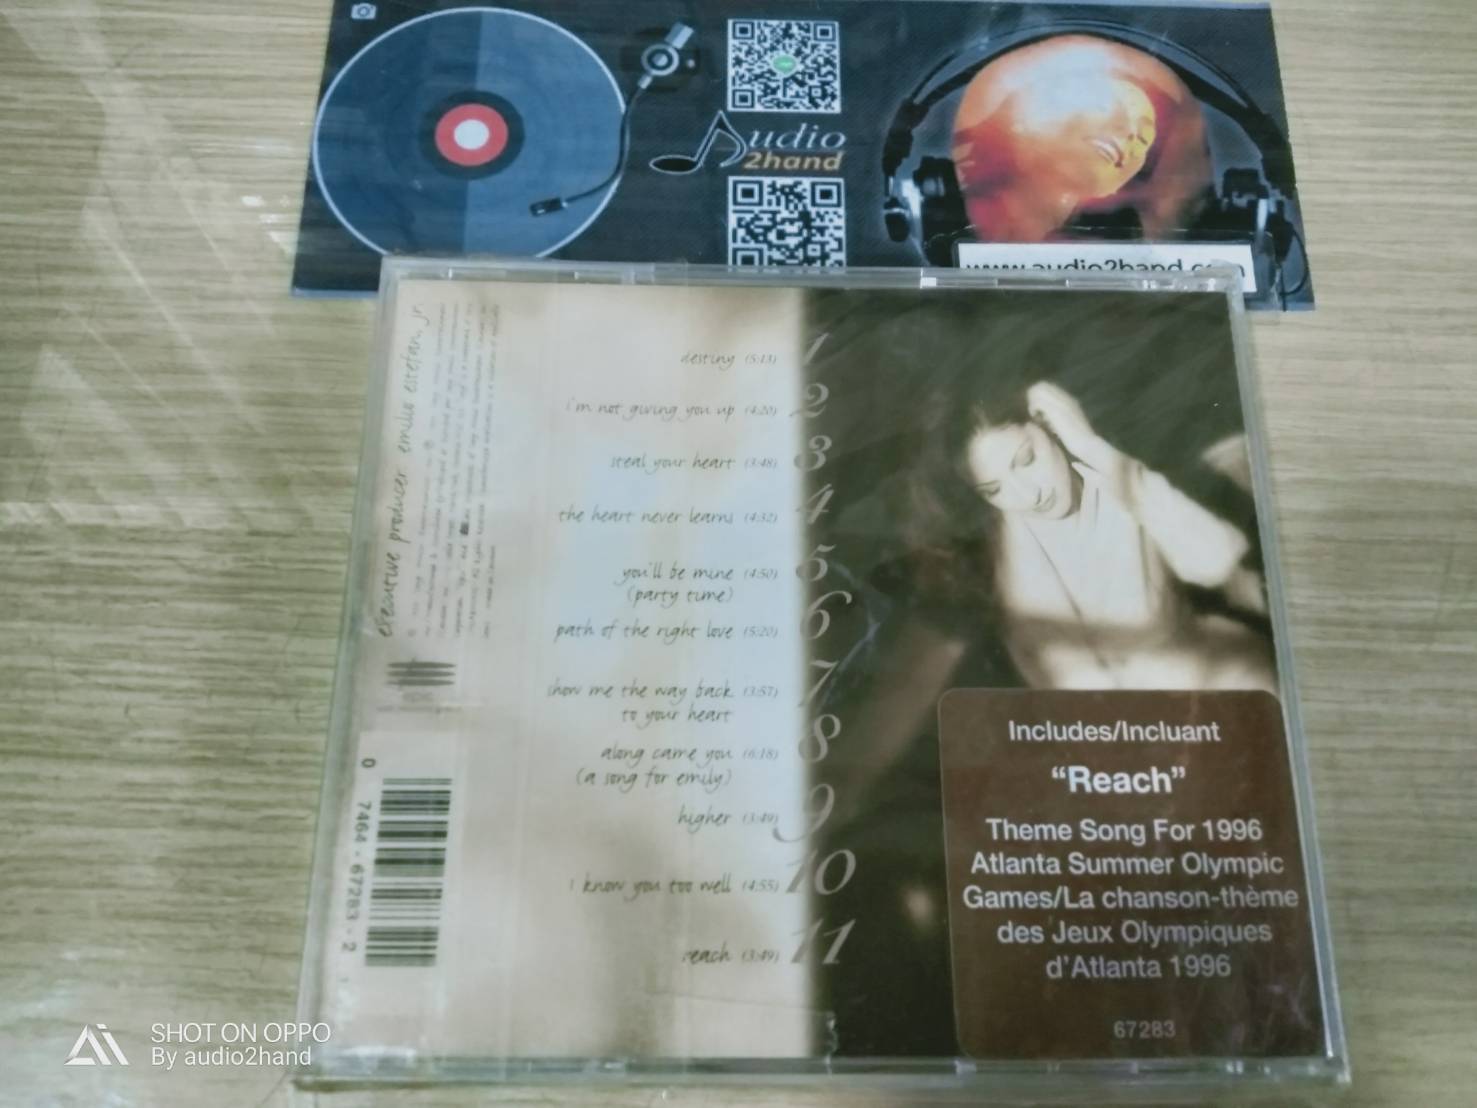 udio
2hand
www.audio2hand.com
executive producer emilio estefan, jr.
destiny (5:13) 1
i'm not giving you up (4:20) 2
steal your heart (3:48) 3
the heart never learns (4:32) 4
you'll be mine (4:50) 5
(party time)
path of the right love (5:20) 6
show me the way back (3:57) 7
to your heart
along came you (6:18) 8
(a song for emily)
higher (3:49) 9
i know you too well (4:55) 10
reach (3:49) 11
0 7464-67283-2
Includes/Incluant
“Reach”
Theme Song For 1996
Atlanta Summer Olympic
Games/La chanson-thème
des Jeux Olympiques
d'Atlanta 1996
67283
SHOT ON OPPO
By audio2hand